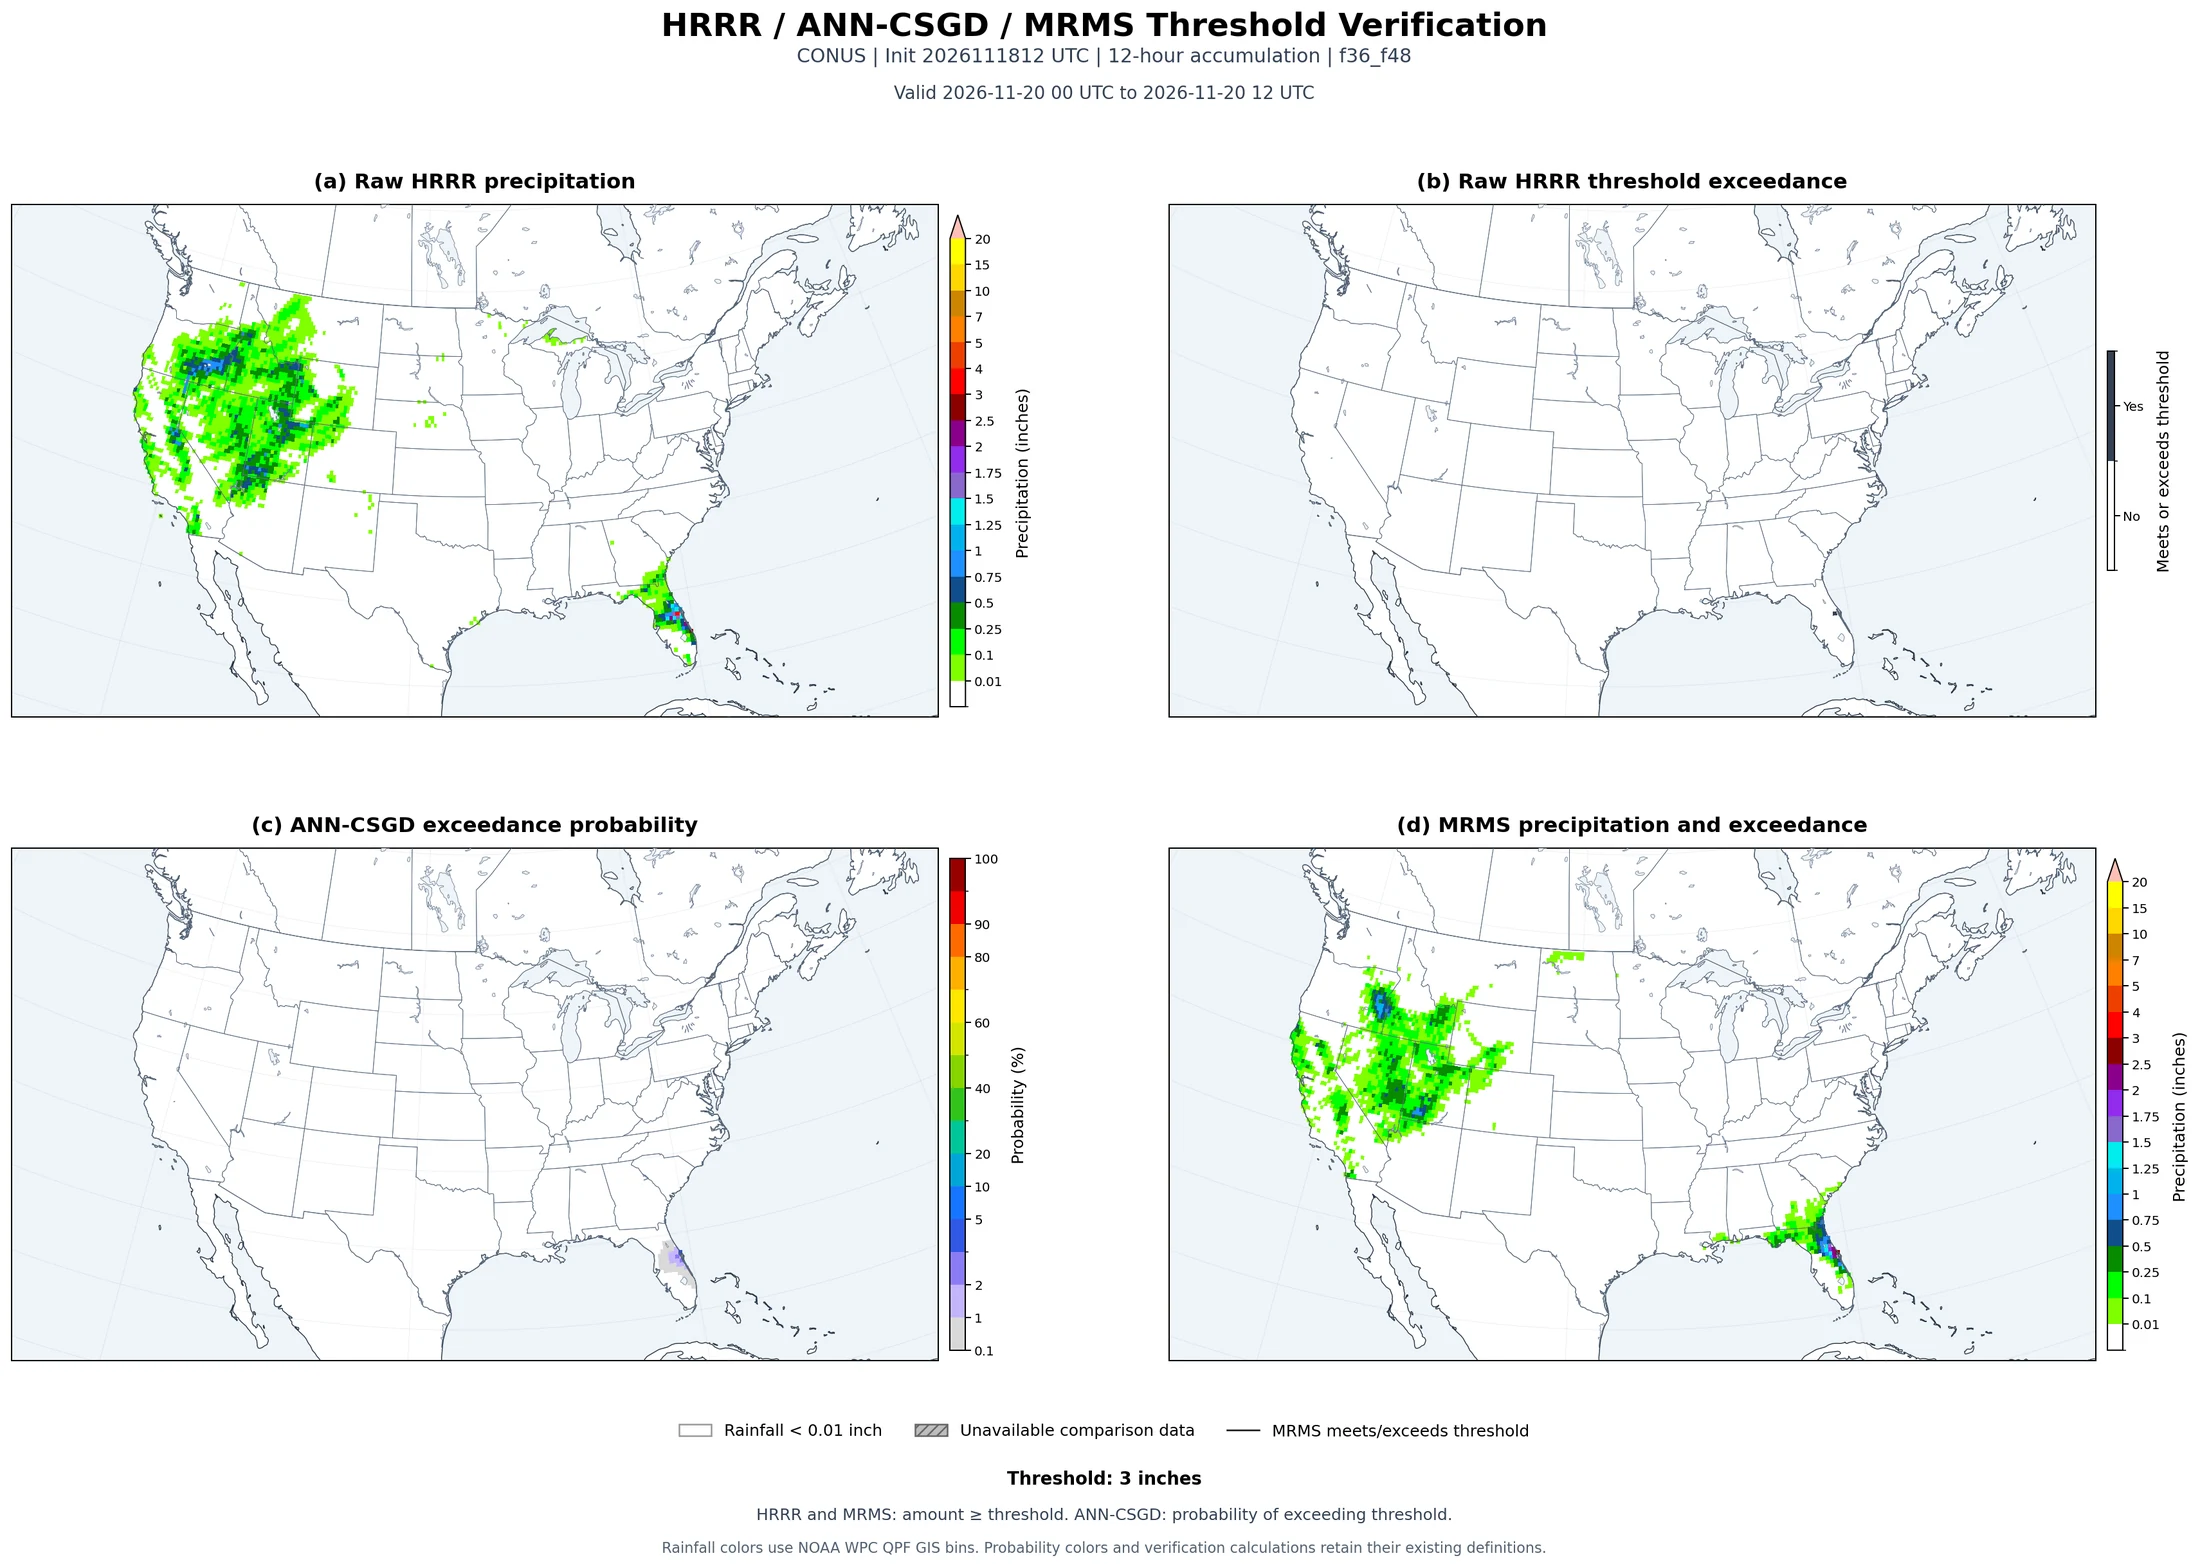 HRRR / ANN-CSGD / MRMS Threshold Verification
CONUS | Init 2026111812 UTC | 12-hour accumulation | f36_f48
Valid 2026-11-20 00 UTC to 2026-11-20 12 UTC
(a) Raw HRRR precipitation
20
15
10
7
5
4
3
2.5
2
1.75
1.5
1.25
1
0.75
0.5
0.25
0.1
0.01
Precipitation (inches)
(b) Raw HRRR threshold exceedance
Yes
No
Meets or exceeds threshold
(c) ANN-CSGD exceedance probability
100
90
80
60
40
20
10
5
2
1
0.1
Probability (%)
(d) MRMS precipitation and exceedance
20
15
10
7
5
4
3
2.5
2
1.75
1.5
1.25
1
0.75
0.5
0.25
0.1
0.01
Precipitation (inches)
Rainfall < 0.01 inch
Unavailable comparison data
MRMS meets/exceeds threshold
Threshold: 3 inches
HRRR and MRMS: amount ≥ threshold. ANN-CSGD: probability of exceeding threshold.
Rainfall colors use NOAA WPC QPF GIS bins. Probability colors and verification calculations retain their existing definitions.